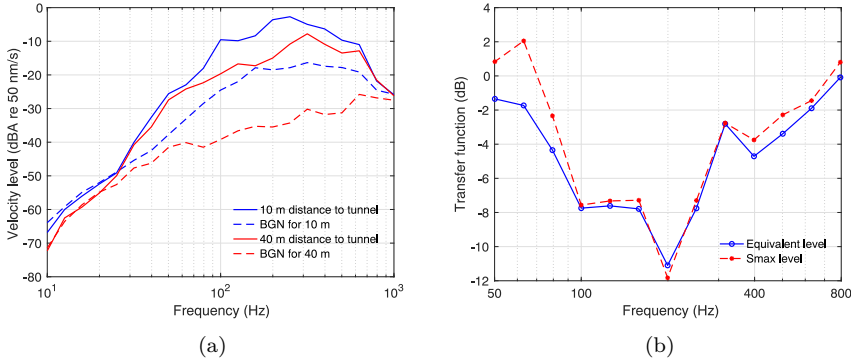 0
-10
-20
-30
-40
-50
-60
-70
-80
Velocity level (dBA re 50 nm/s)
10 m distance to tunnel
BGN for 10 m
40 m distance to tunnel
BGN for 40 m
10^1
10^2
10^3
Frequency (Hz)
(a)
4
2
0
-2
-4
-6
-8
-10
-12
Transfer function (dB)
Equivalent level
Smax level
50
100
200
400
800
Frequency (Hz)
(b)